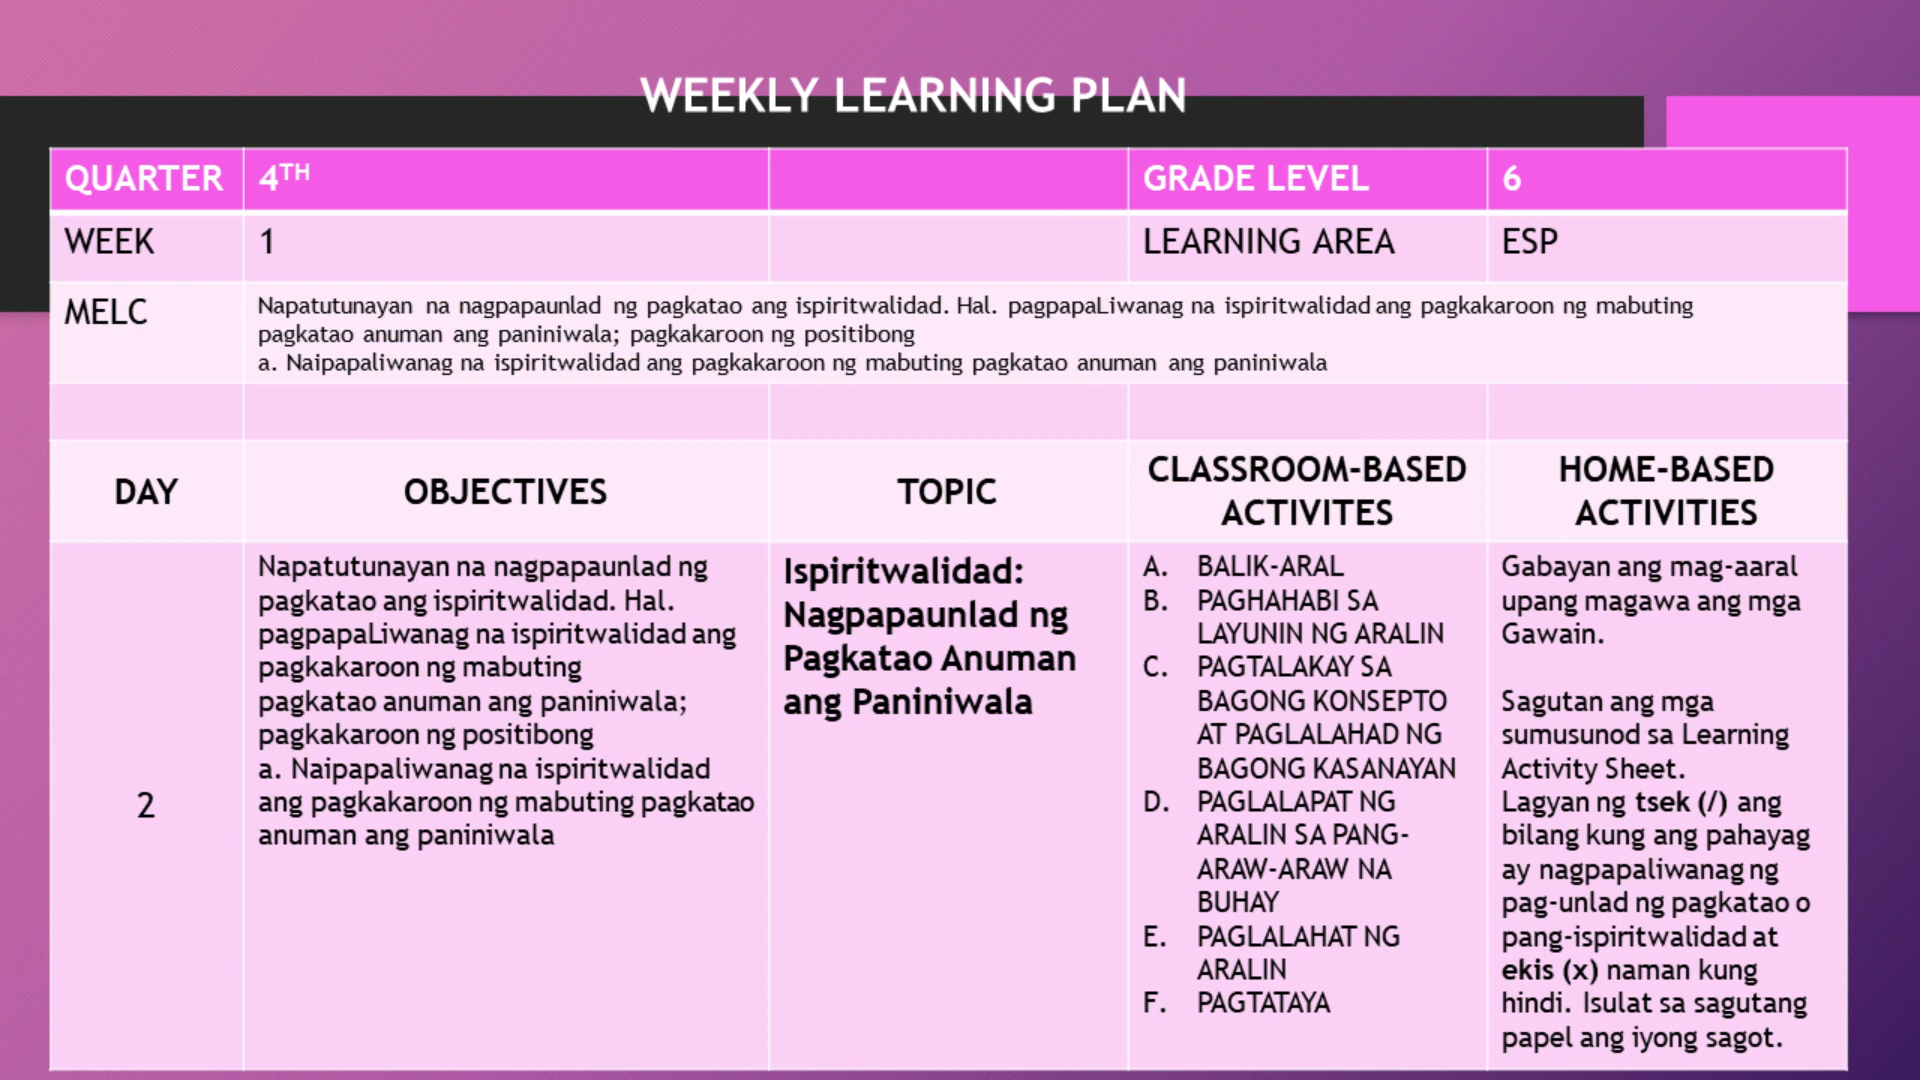 WEEKLY LEARNING PLAN
QUARTER 4TH GRADE LEVEL 6
WEEK 1 LEARNING AREA ESP
MELC
Napatutunayan na nagpapaunlad ng pagkatao ang ispiritwalidad. Hal. pagpapaLiwanag na ispiritwalidad ang pagkakaroon ng mabuting
pagkatao anuman ang paniniwala; pagkakaroon ng positibong
a. Naipapaliwanag na ispiritwalidad ang pagkakaroon ng mabuting pagkatao anuman ang paniniwala
DAY
OBJECTIVES
TOPIC
CLASSROOM-BASED
ACTIVITES
HOME-BASED
ACTIVITIES
2
Napatutunayan na nagpapaunlad ng
pagkatao ang ispiritwalidad. Hal.
pagpapaLiwanag na ispiritwalidad ang
pagkakaroon ng mabuting
pagkatao anuman ang paniniwala;
pagkakaroon ng positibong
a. Naipapaliwanag na ispiritwalidad
ang pagkakaroon ng mabuting pagkatao
anuman ang paniniwala
Ispiritwalidad:
Nagpapaunlad ng
Pagkatao Anuman
ang Paniniwala
A. BALIK-ARAL
B. PAGHAHABI SA
LAYUNIN NG ARALIN
C. PAGTALAKAY SA
BAGONG KONSEPTO
AT PAGLALAHAD NG
BAGONG KASANAYAN
D. PAGLALAPAT NG
ARALIN SA PANG-
ARAW-ARAW NA
BUHAY
E. PAGLALAHAT NG
ARALIN
F. PAGTATAYA
Gabayan ang mag-aaral
upang magawa ang mga
Gawain.
Sagutan ang mga
sumusunod sa Learning
Activity Sheet.
Lagyan ng tsek (/) ang
bilang kung ang pahayag
ay nagpapaliwanag ng
pag-unlad ng pagkatao o
pang-ispiritwalidad at
ekis (x) naman kung
hindi. Isulat sa sagutang
papel ang iyong sagot.